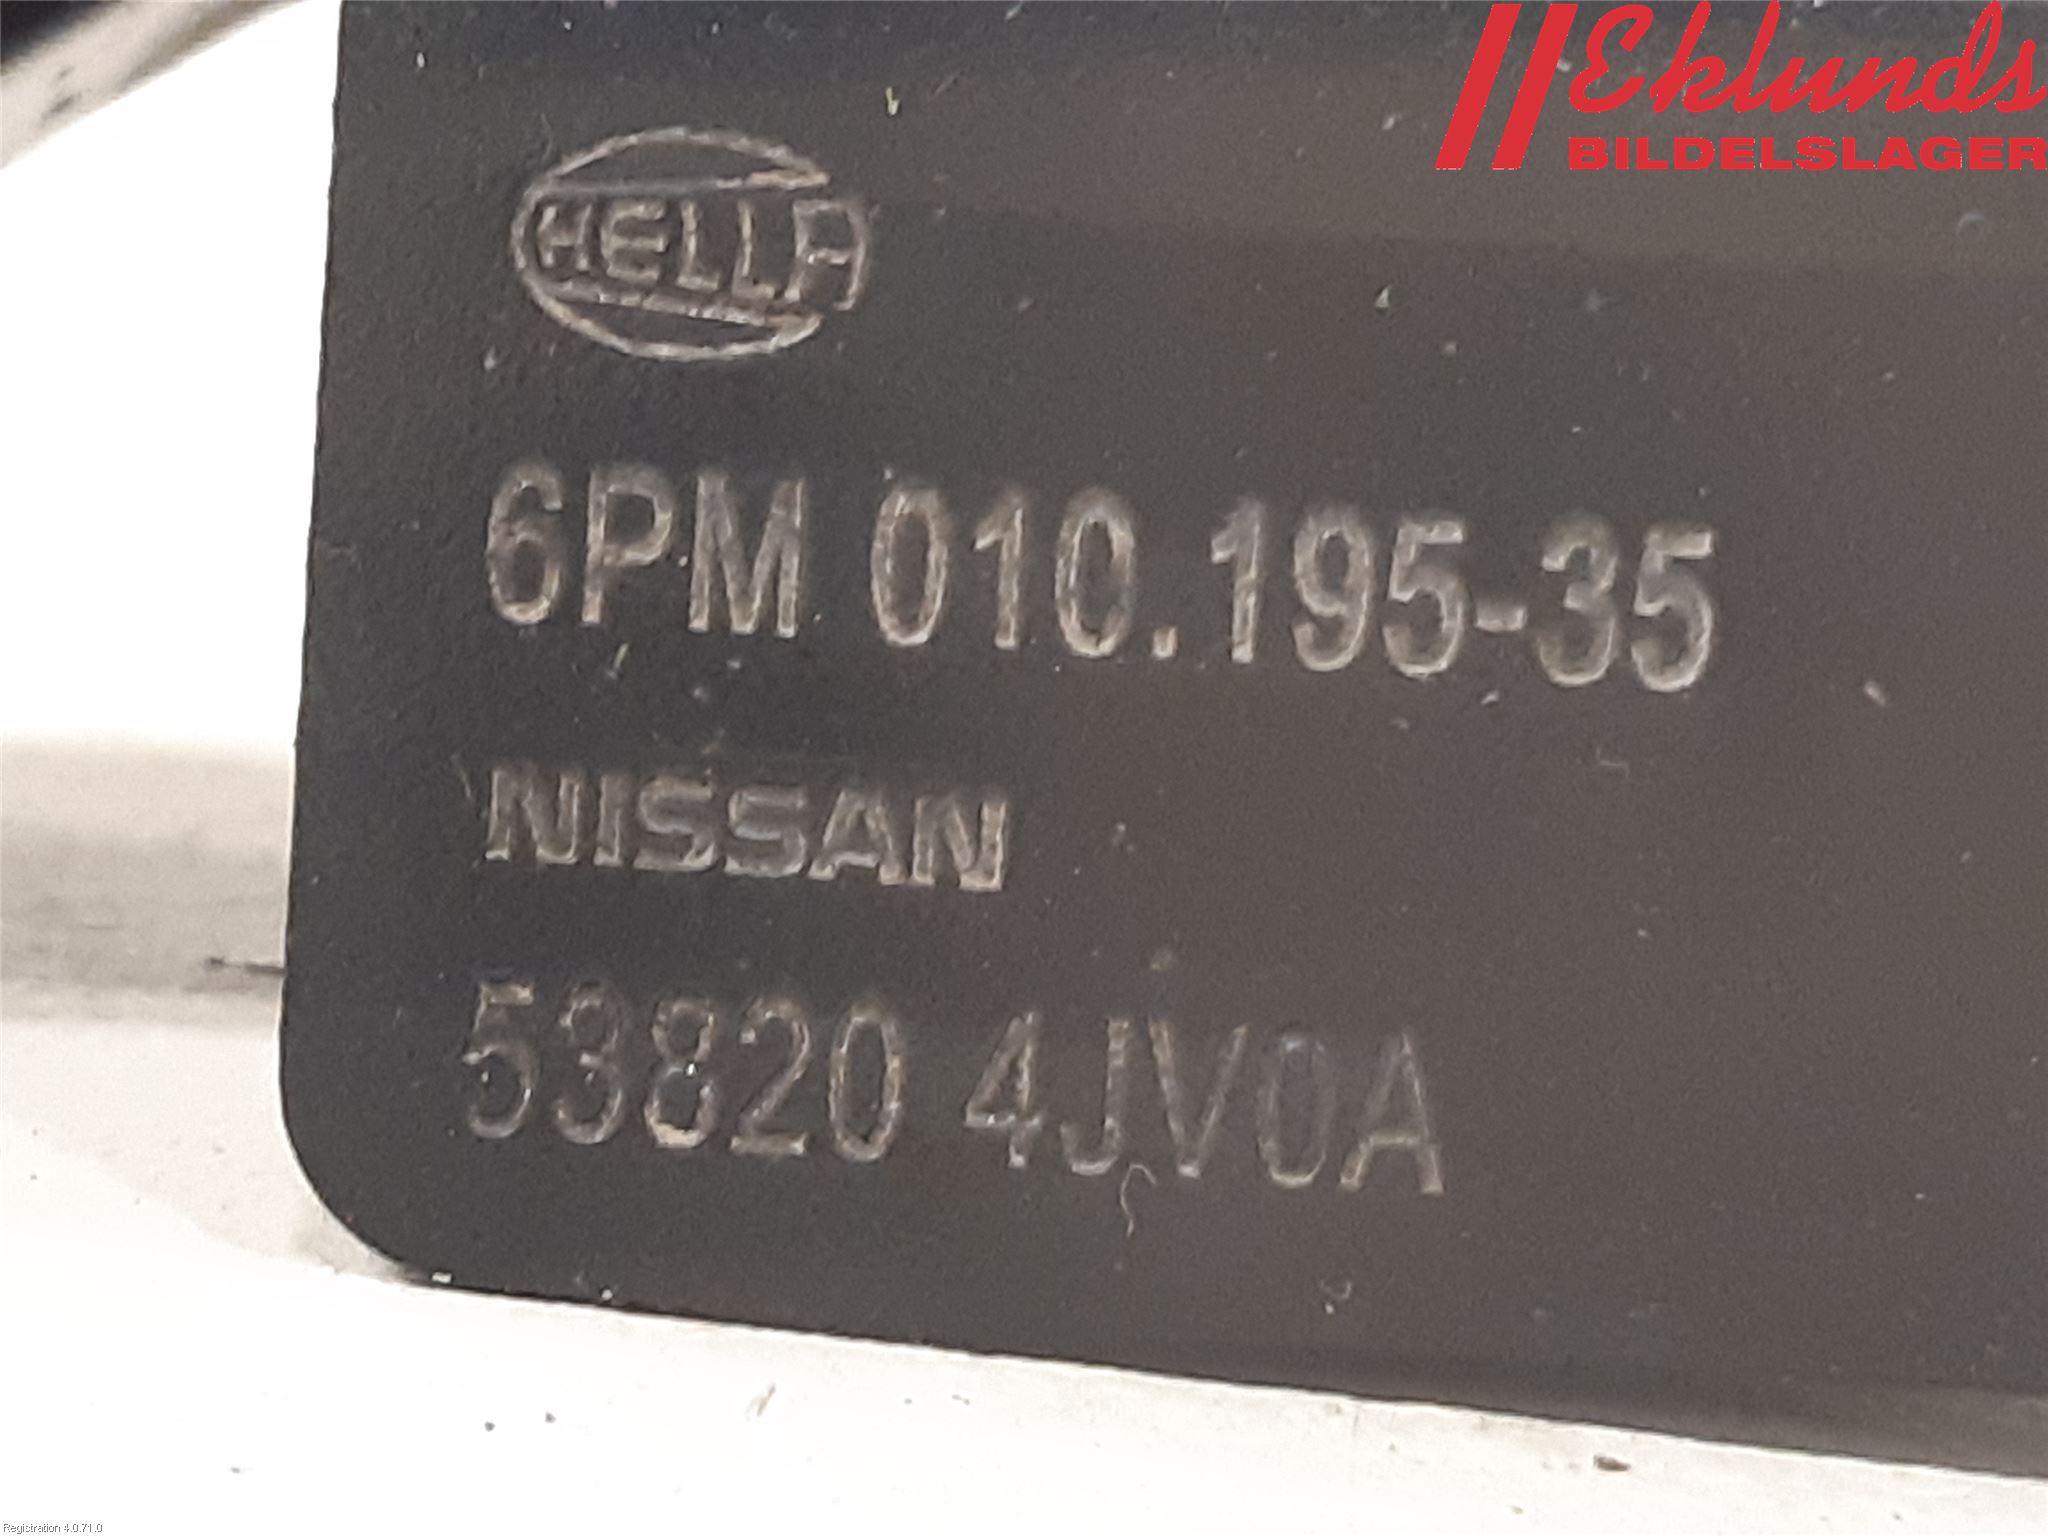 Eklunds
BILDELSLAGER
HELLA
6PM 010.195-35
NISSAN
53820 4JV0A
Registration 4.0.71.0